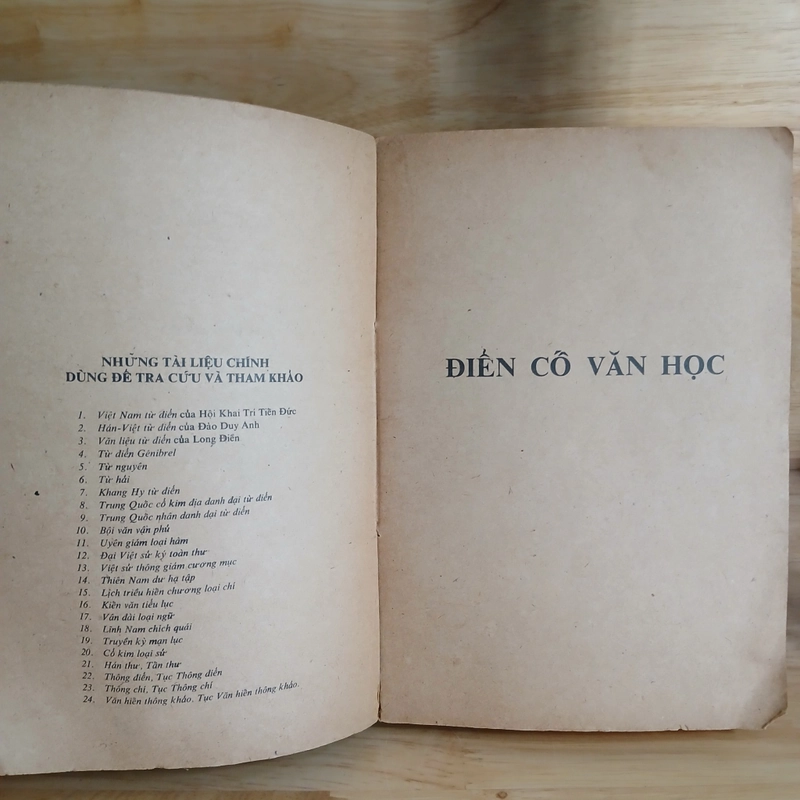 NHỮNG TÀI LIỆU CHÍNH
DÙNG ĐỂ TRA CỨU VÀ THAM KHẢO
1. Việt Nam từ điển của Hội Khai Trí Tiến Đức
2. Hán-Việt từ điển của Đào Duy Anh
3. Văn liệu từ điển của Long Điền
4. Từ điển Génibrel
5. Từ nguyên
6. Từ hải
7. Khang Hy từ điển
8. Trung Quốc cổ kim địa danh đại từ điển
9. Trung Quốc nhân danh đại từ điển
10. Bội văn vận phủ
11. Uyên giám loại hàm
12. Đại Việt sử ký toàn thư
13. Việt sử thông giám cương mục
14. Thiên Nam dư hạ tập
15. Lịch triều hiến chương loại chí
16. Kiến văn tiểu lục
17. Vân đài loại ngữ
18. Lĩnh Nam chích quái
19. Truyền kỳ mạn lục
20. Cổ kim loại sử
21. Hán thư, Tần thư
22. Thông điển, Tục Thông điển
23. Thông chí, Tục Thông chí
24. Văn hiến thông khảo, Tục Văn hiến thông khảo.
ĐIỂN CỐ VĂN HỌC